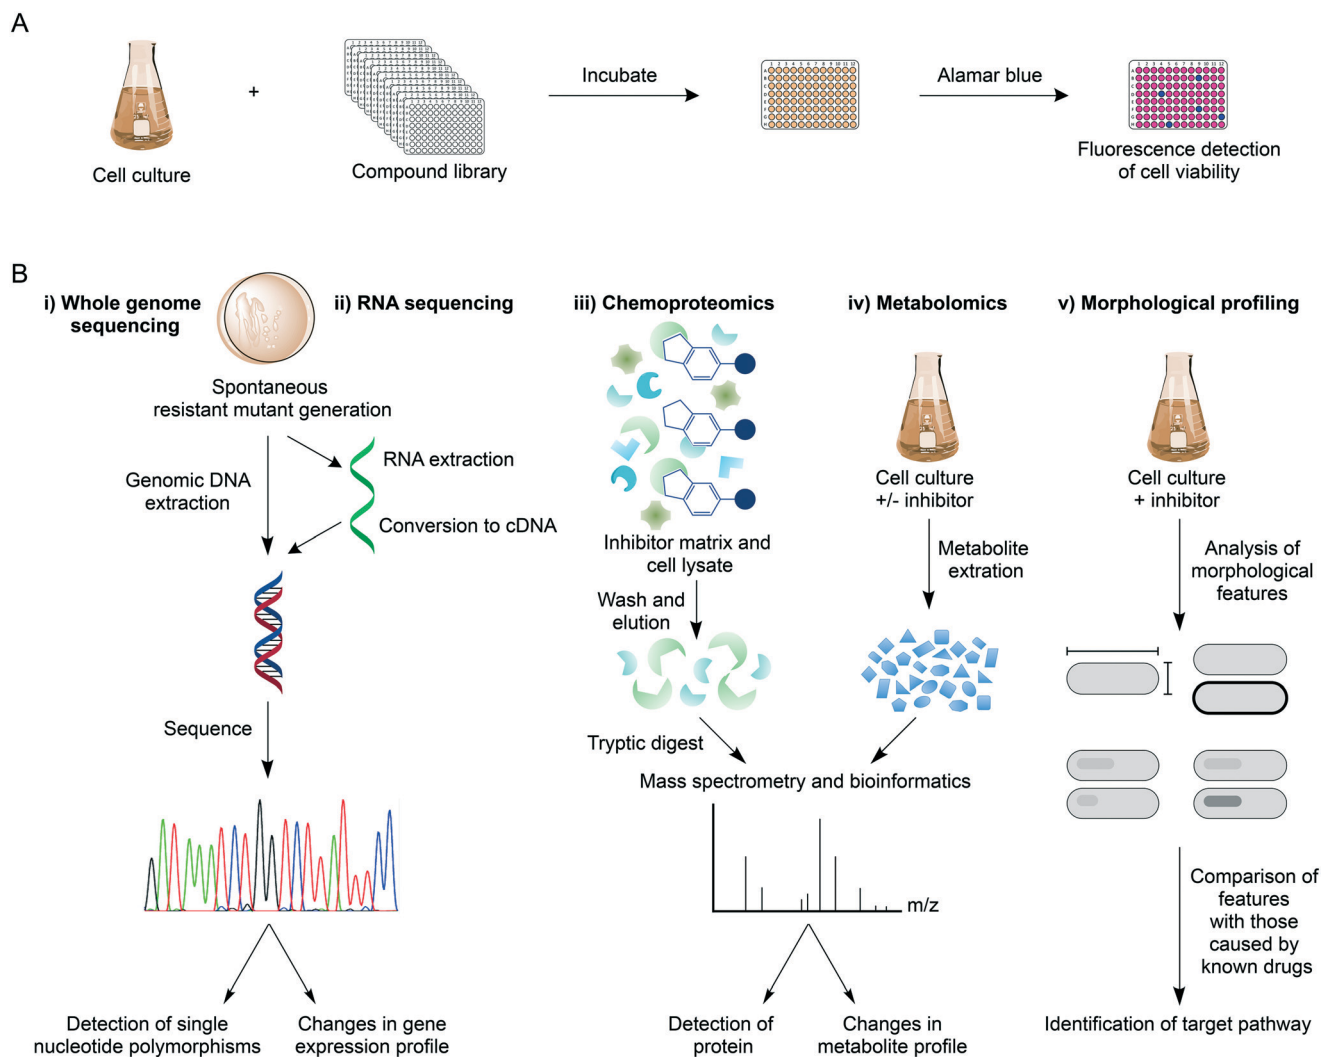 A
Cell culture
+
Compound library
Incubate
Alamar blue
Fluorescence detection
of cell viability
B
i) Whole genome
sequencing
ii) RNA sequencing
Spontaneous
resistant mutant generation
Genomic DNA
extraction
RNA extraction
Conversion to cDNA
Sequence
Detection of single
nucleotide polymorphisms
Changes in gene
expression profile
iii) Chemoproteomics
Inhibitor matrix and
cell lysate
Wash and
elution
Tryptic digest
iv) Metabolomics
Cell culture
+/- inhibitor
Metabolite
extration
Mass spectrometry and bioinformatics
m/z
Detection of
protein
Changes in
metabolite profile
v) Morphological profiling
Cell culture
+ inhibitor
Analysis of
morphological
features
Comparison of
features
with those
caused by
known drugs
Identification of target pathway